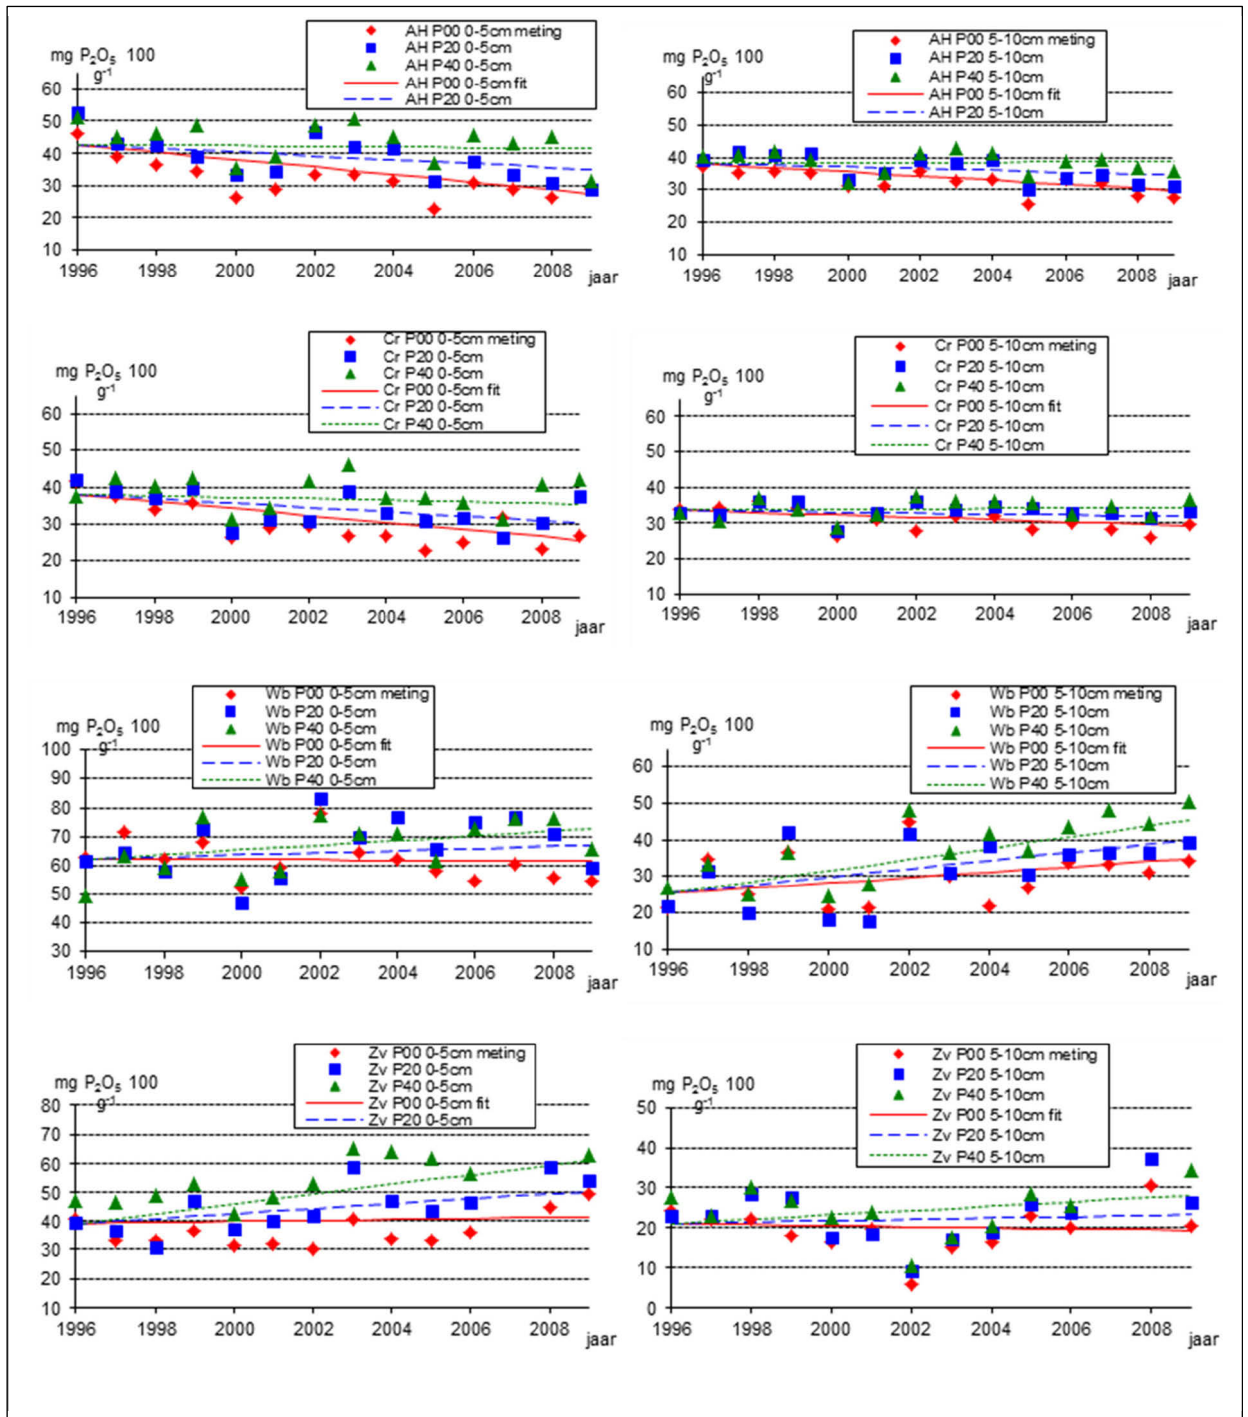 AH P00 0-5cm meting
AH P20 0-5cm
AH P40 0-5cm
AH P00 0-5cm fit
AH P20 0-5cm
mg P₂O₅ 100
g⁻¹
60
50
40
30
20
10
1996 1998 2000 2002 2004 2006 2008 jaar
AH P00 5-10cm meting
AH P20 5-10cm
AH P40 5-10cm
AH P00 5-10cm fit
AH P20 5-10cm
mg P₂O₅ 100
g⁻¹
60
50
40
30
20
10
1996 1998 2000 2002 2004 2006 2008 jaar
Cr P00 0-5cm meting
Cr P20 0-5cm
Cr P40 0-5cm
Cr P00 0-5cm fit
Cr P20 0-5cm
Cr P40 0-5cm
mg P₂O₅ 100
g⁻¹
60
50
40
30
20
10
1996 1998 2000 2002 2004 2006 2008 jaar
Cr P00 5-10cm meting
Cr P20 5-10cm
Cr P40 5-10cm
Cr P00 5-10cm fit
Cr P20 5-10cm
Cr P40 5-10cm
mg P₂O₅ 100
g⁻¹
60
50
40
30
20
10
1996 1998 2000 2002 2004 2006 2008 jaar
Wb P00 0-5cm meting
Wb P20 0-5cm
Wb P40 0-5cm
Wb P00 0-5cm fit
Wb P20 0-5cm
Wb P40 0-5cm
mg P₂O₅ 100
g⁻¹
100
90
80
70
60
50
40
30
1996 1998 2000 2002 2004 2006 2008 jaar
Wb P00 5-10cm meting
Wb P20 5-10cm
Wb P40 5-10cm
Wb P00 5-10cm fit
Wb P20 5-10cm
Wb P40 5-10cm
mg P₂O₅ 100
g⁻¹
60
50
40
30
20
10
1996 1998 2000 2002 2004 2006 2008 jaar
Zv P00 0-5cm meting
Zv P20 0-5cm
Zv P40 0-5cm
Zv P00 0-5cm fit
Zv P20 0-5cm
mg P₂O₅ 100
g⁻¹
80
70
60
50
40
30
20
10
1996 1998 2000 2002 2004 2006 2008 jaar
Zv P00 5-10cm meting
Zv P20 5-10cm
Zv P40 5-10cm
Zv P00 5-10cm fit
Zv P20 5-10cm
Zv P40 5-10cm
mg P₂O₅ 100
g⁻¹
50
40
30
20
10
0
1996 1998 2000 2002 2004 2006 2008 jaar